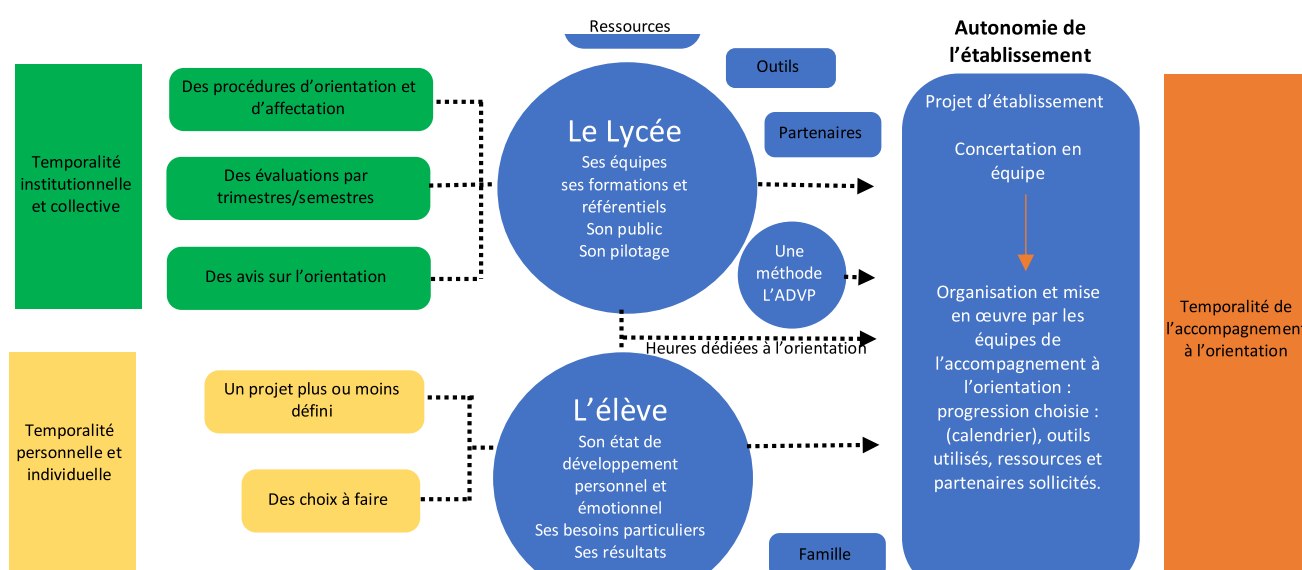 Ressources
Autonomie de
l’établissement
Outils
Partenaires
Temporalité
institutionnelle
et collective
Des procédures d’orientation et
d’affectation
Des évaluations par
trimestres/semestres
Des avis sur l’orientation
Le Lycée
Ses équipes
ses formations et
référentiels
Son public
Son pilotage
Une
méthode
L’ADVP
Heures dédiées à l’orientation
Projet d’établissement
Concertation en
équipe
Organisation et mise
en œuvre par les
équipes de
l’accompagnement à
l’orientation :
progression choisie :
(calendrier), outils
utilisés, ressources et
partenaires sollicités.
Temporalité de
l’accompagnement
à l’orientation
Temporalité
personnelle et
individuelle
Un projet plus ou moins
défini
Des choix à faire
L’élève
Son état de
développement
personnel et
émotionnel
Ses besoins particuliers
Ses résultats
Famille